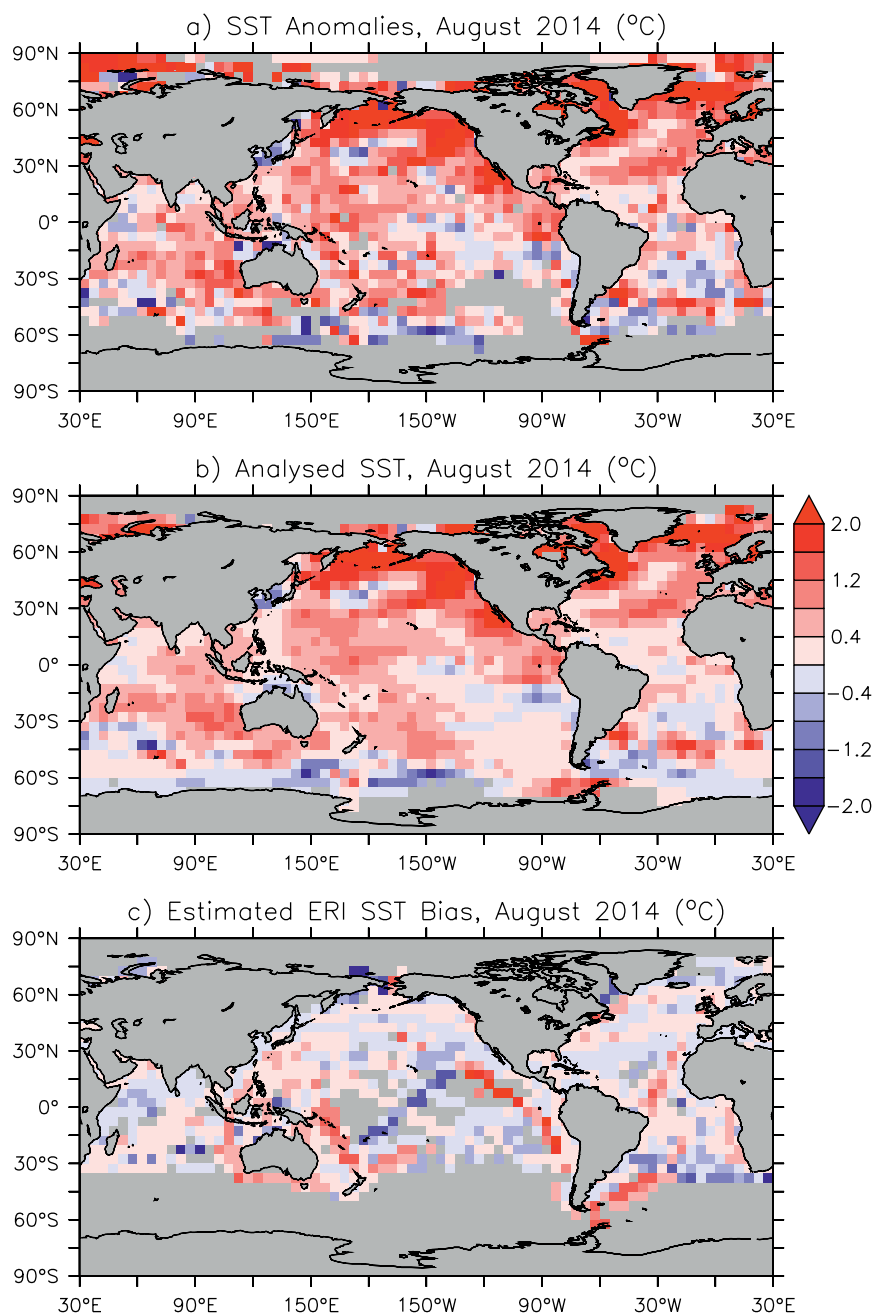 a) SST Anomalies, August 2014 (°C)
90°N
60°N
30°N
0°
30°S
60°S
90°S
30°E 90°E 150°E 150°W 90°W 30°W 30°E
b) Analysed SST, August 2014 (°C)
90°N
60°N
30°N
0°
30°S
60°S
90°S
30°E 90°E 150°E 150°W 90°W 30°W 30°E
2.0
1.2
0.4
−0.4
−1.2
−2.0
c) Estimated ERI SST Bias, August 2014 (°C)
90°N
60°N
30°N
0°
30°S
60°S
90°S
30°E 90°E 150°E 150°W 90°W 30°W 30°E